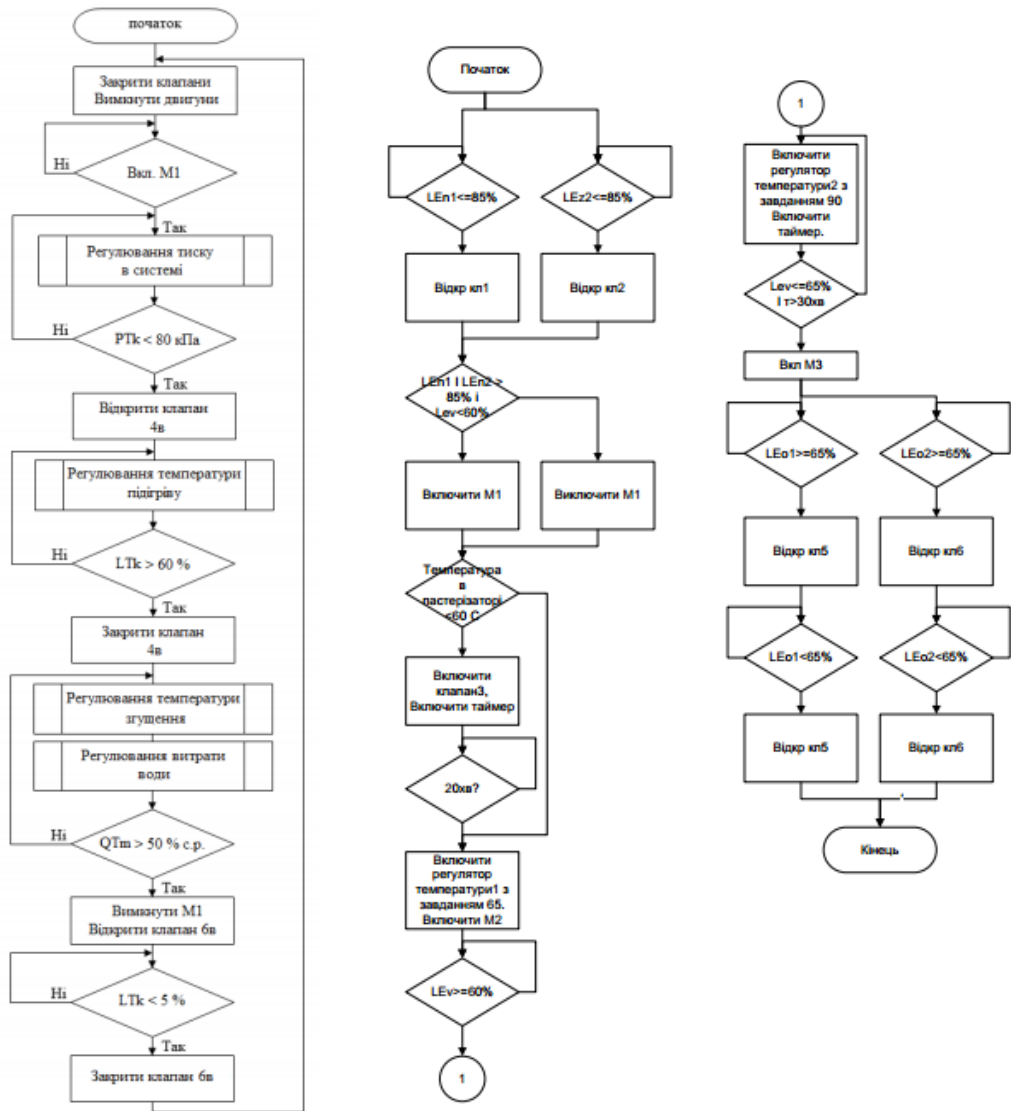 початок
Закрити клапани
Вимкнути двигуни
Ні
Вкл. М1
Так
Регулювання тиску
в системі
Ні
РТk < 80 кПа
Так
Відкрити клапан
4в
Регулювання температури
підігріву
Ні
LTk > 60 %
Так
Закрити клапан
4в
Регулювання температури
згущення
Регулювання витрати
води
Ні
QTm > 50 % с.р.
Так
Вимкнути М1
Відкрити клапан 6в
Ні
LTk < 5 %
Так
Закрити клапан 6в
Початок
LEn1<=85%
LEz2<=85%
Відкр кл1
Відкр кл2
LEn1 І LEn2 >
85% і
Lev<60%
Включити М1
Виключити М1
Температура
в
пастерізаторі
<60 С
Включити
клапан3,
Включити таймер
20хв?
Включити
регулятор
температури1 з
завданням 65.
Включити М2
LEv>=60%
1
1
Включити
регулятор
температури2 з
завданням 90
Включити
таймер.
Lev<=65%
І т>30хв
Вкл М3
LEo1>=65%
LEo2>=65%
Відкр кл5
Відкр кл6
LEo1<65%
LEo2<65%
Відкр кл5
Відкр кл6
Кінець